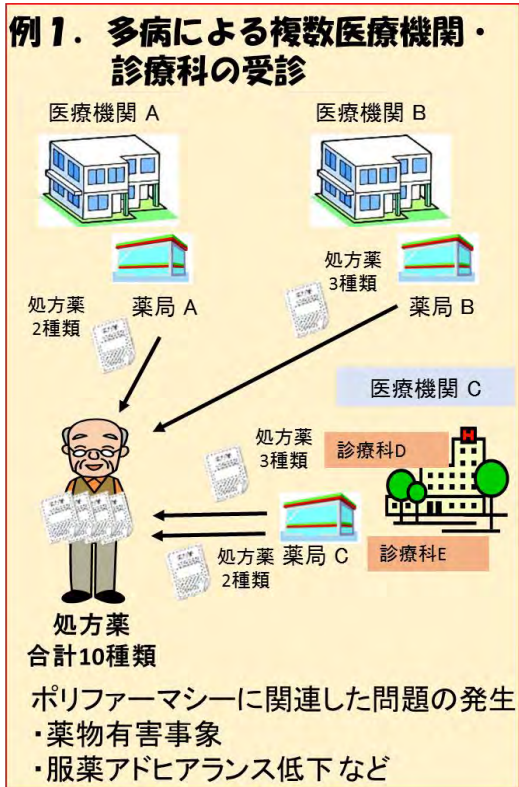 例1．多病による複数医療機関・
診療科の受診
医療機関 A
医療機関 B
処方薬
2種類
薬局 A
処方薬
3種類
薬局 B
医療機関 C
処方薬
3種類
診療科D
H
処方薬
2種類
薬局 C
診療科E
処方薬
合計10種類
ポリファーマシーに関連した問題の発生
・薬物有害事象
・服薬アドヒアランス低下など